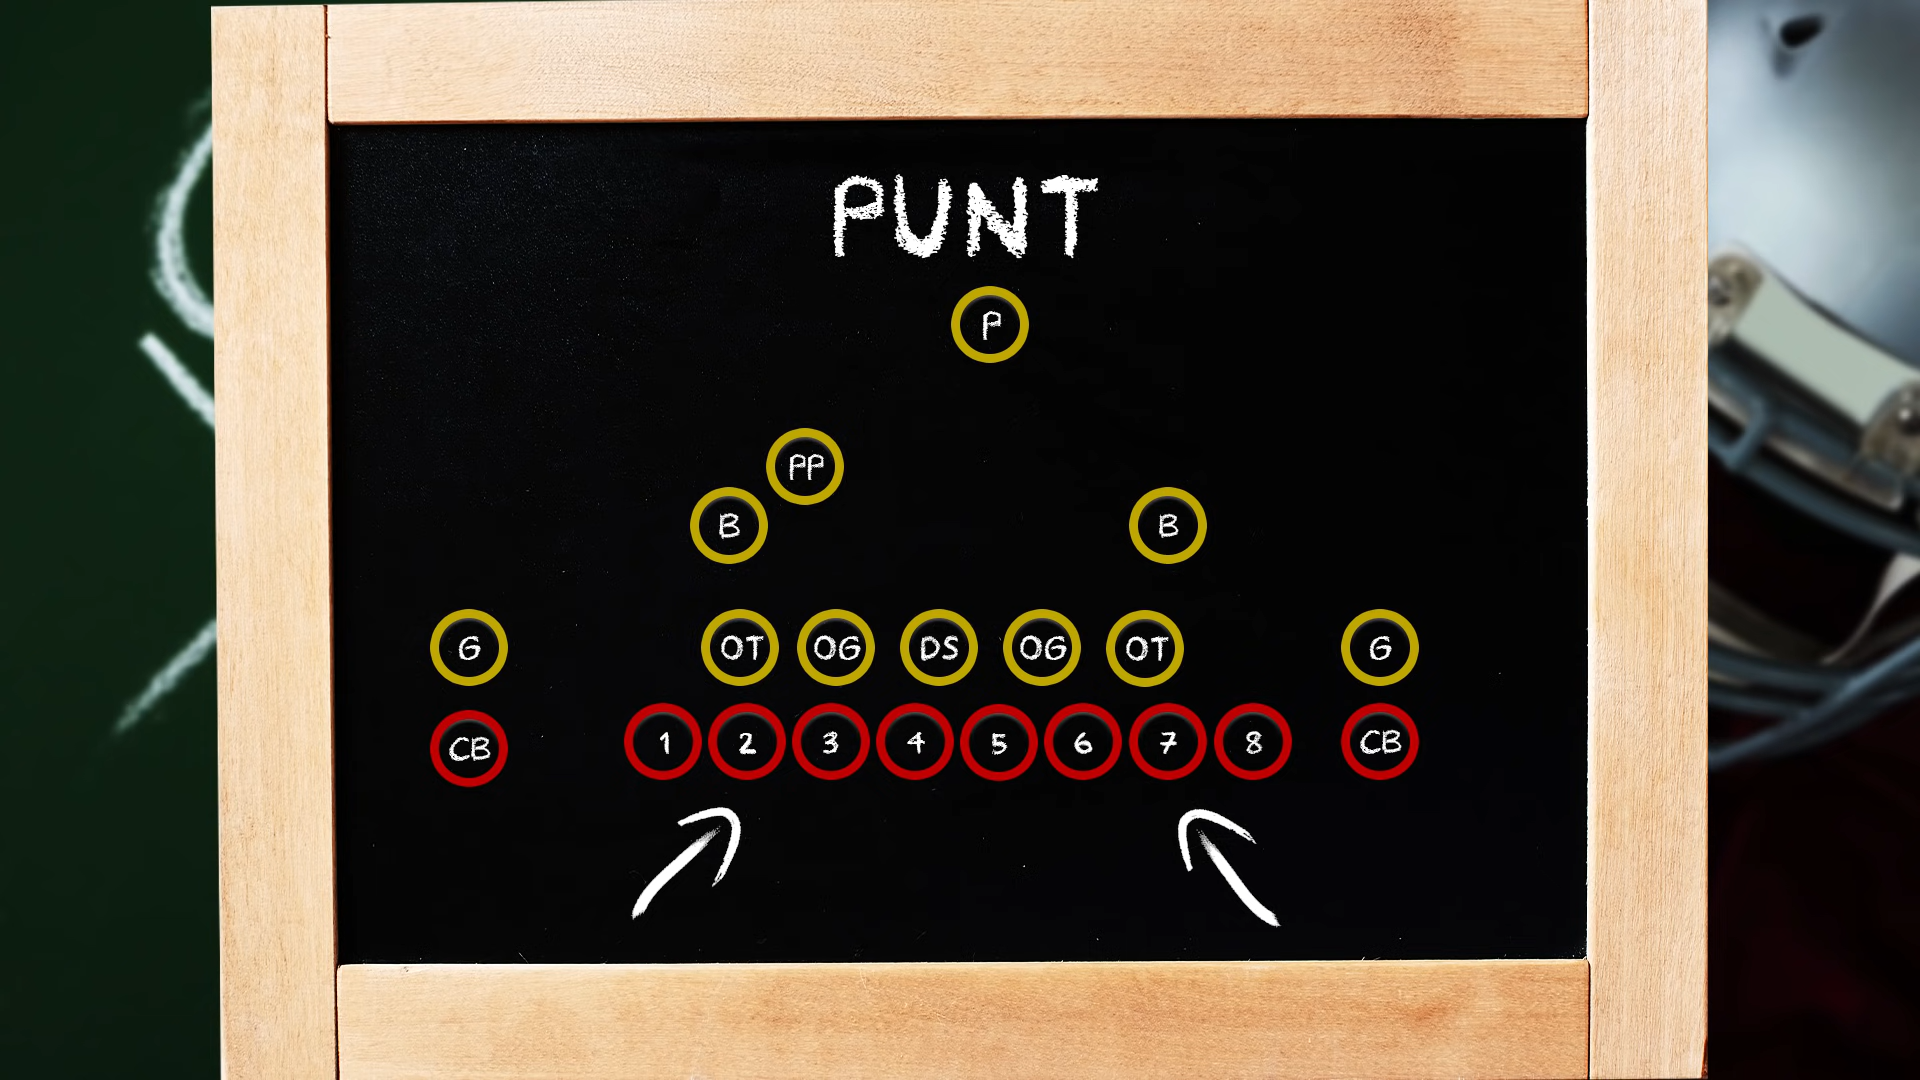 PUNT
P
PP
B B
G OT OG DS OG OT G
CB 1 2 3 4 5 6 7 8 CB